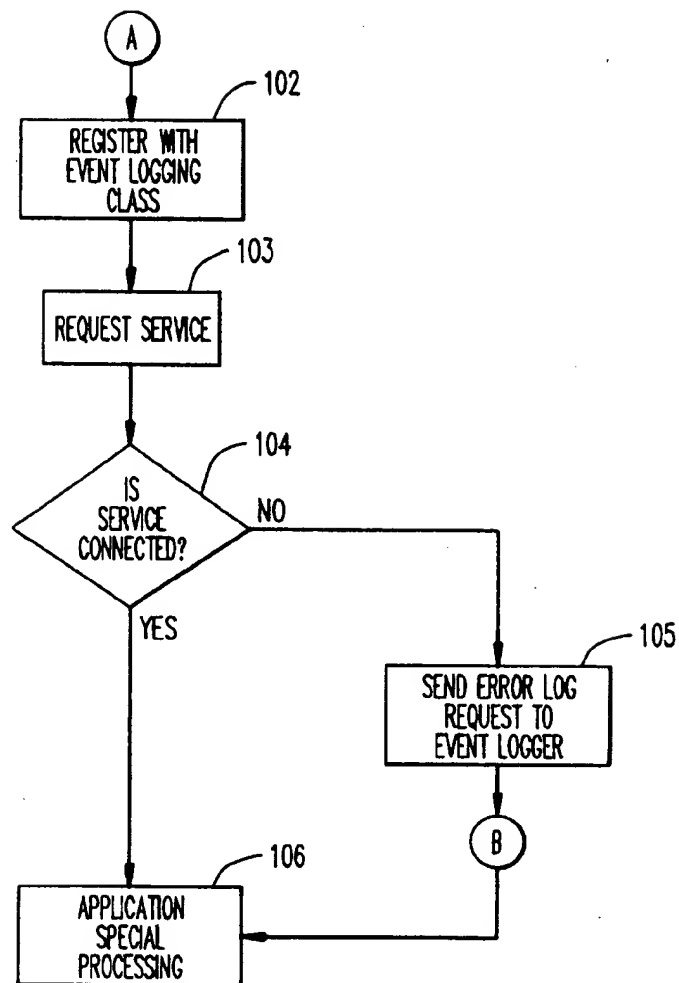 A
102
REGISTER WITH
EVENT LOGGING
CLASS
103
REQUEST SERVICE
104
IS
SERVICE
CONNECTED?
NO
YES
105
SEND ERROR LOG
REQUEST TO
EVENT LOGGER
B
106
APPLICATION
SPECIAL
PROCESSING